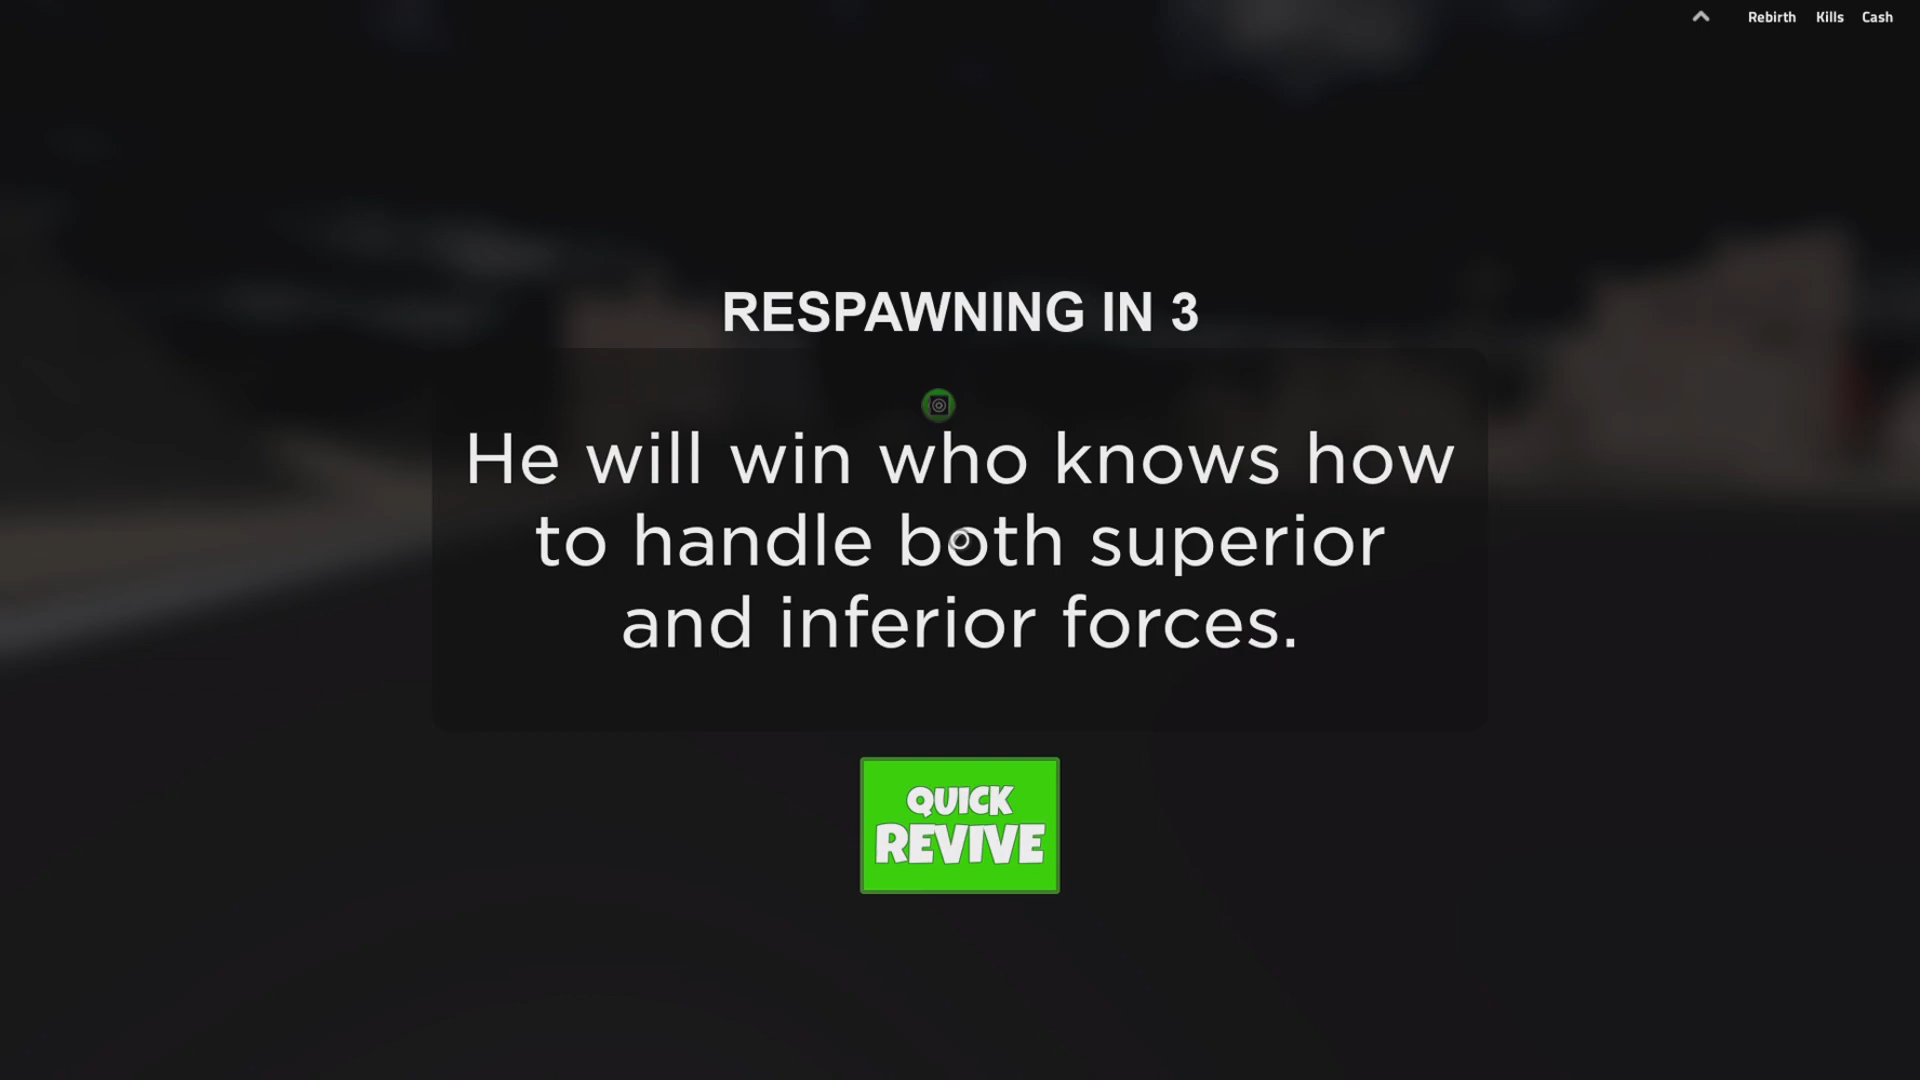 Rebirth Kills Cash
RESPAWNING IN 3
He will win who knows how
to handle both superior
and inferior forces.
QUICK
REVIVE